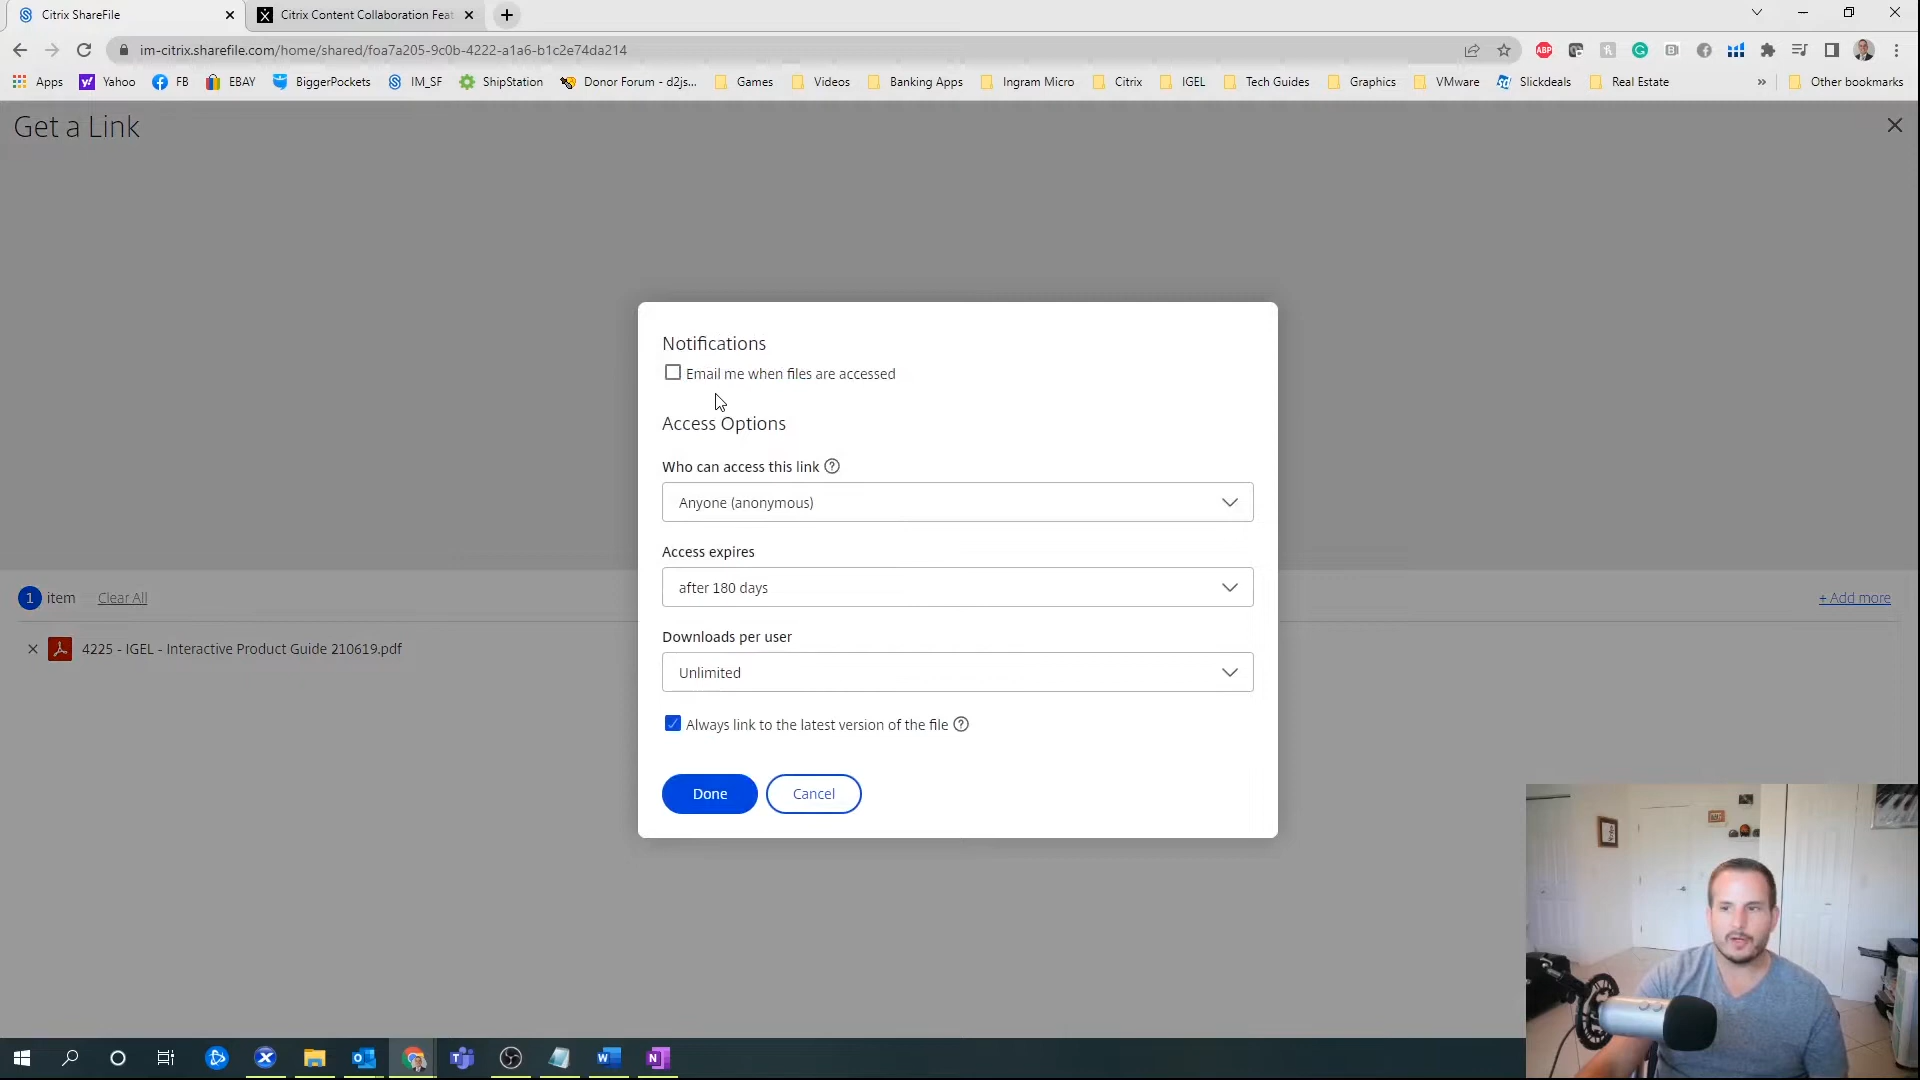 Citrix ShareFile
Citrix Content Collaboration Feat
im-citrix.sharefile.com/home/shared/foa7a205-9c0b-4222-a1a6-b1c2e74da214
Apps
Yahoo
FB
EBAY
BiggerPockets
IM_SF
ShipStation
Donor Forum - d2js...
Games
Videos
Banking Apps
Ingram Micro
Citrix
IGEL
Tech Guides
Graphics
VMware
Slickdeals
Real Estate
»
Other bookmarks
Get a Link
Notifications
Email me when files are accessed
Access Options
Who can access this link
Anyone (anonymous)
Access expires
after 180 days
1 item Clear All
+ Add more
Downloads per user
4225 - IGEL - Interactive Product Guide 210619.pdf
Unlimited
Always link to the latest version of the file
Done
Cancel